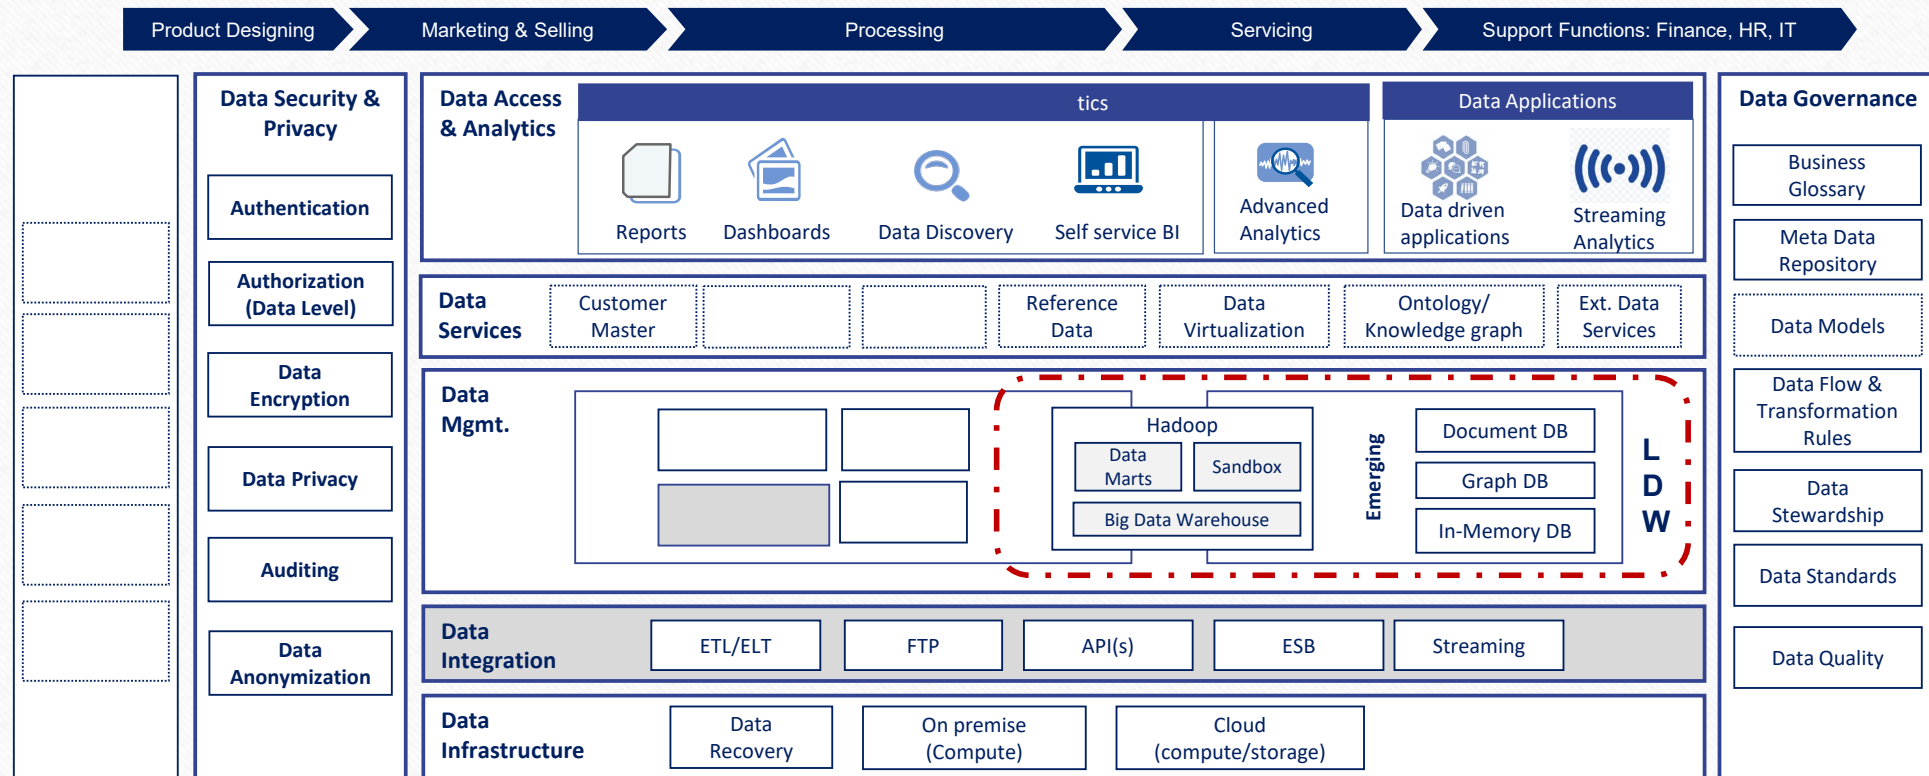 Product Designing
Marketing & Selling
Processing
Servicing
Support Functions: Finance, HR, IT
Data Security &
Privacy
Authentication
Authorization
(Data Level)
Data
Encryption
Data Privacy
Auditing
Data
Anonymization
Data Access
& Analytics
tics
Data Applications
Reports
Dashboards
Data Discovery
Self service BI
Advanced
Analytics
Data driven
applications
Streaming
Analytics
Data
Services
Customer
Master
Reference
Data
Data
Virtualization
Ontology/
Knowledge graph
Ext. Data
Services
Data
Mgmt.
Hadoop
Data
Marts
Sandbox
Big Data Warehouse
Emerging
Document DB
Graph DB
In-Memory DB
L
D
W
Data
Integration
ETL/ELT
FTP
API(s)
ESB
Streaming
Data
Infrastructure
Data
Recovery
On premise
(Compute)
Cloud
(compute/storage)
Data Governance
Business
Glossary
Meta Data
Repository
Data Models
Data Flow &
Transformation
Rules
Data
Stewardship
Data Standards
Data Quality